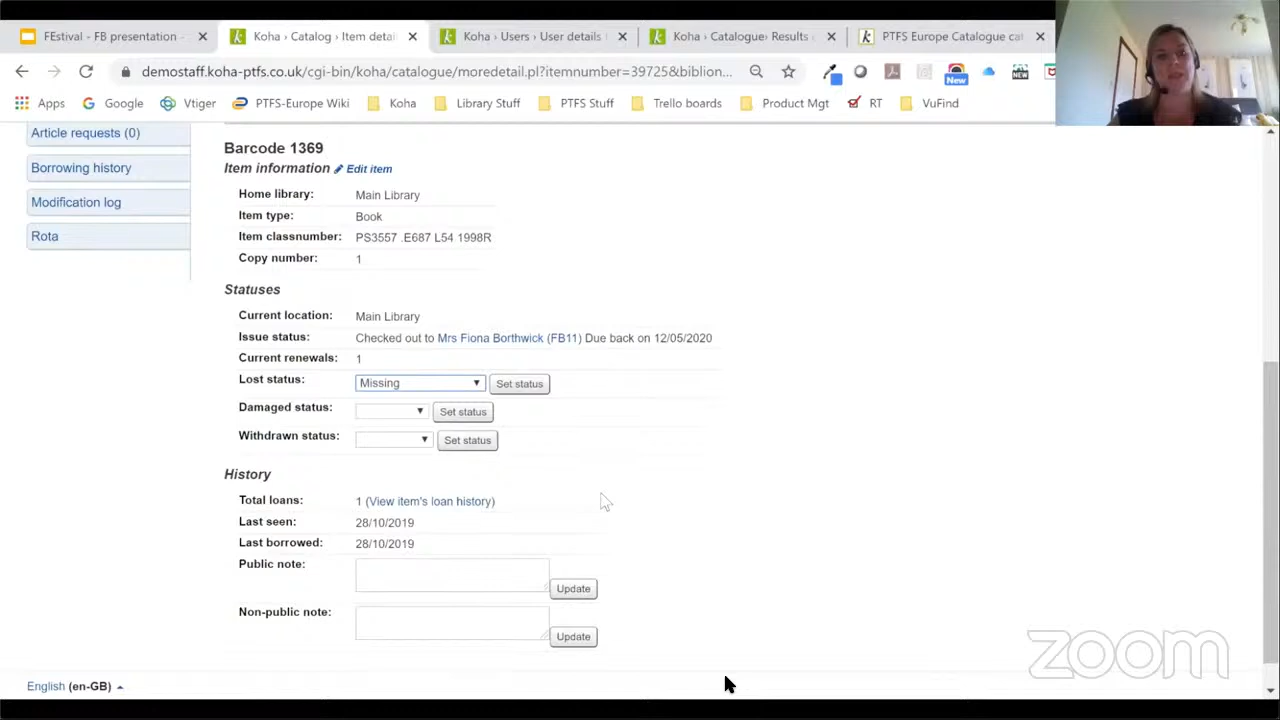 FEstival - FB presentation -
Koha › Catalog › Item detai
Koha › Users › User details
Koha › Catalogue› Results
PTFS Europe Catalogue cat
demostaff.koha-ptfs.co.uk/cgi-bin/koha/catalogue/moredetail.pl?itemnumber=39725&biblion...
New
NEW
Apps
Google
Vtiger
PTFS-Europe Wiki
Koha
Library Stuff
PTFS Stuff
Trello boards
Product Mgt
RT
VuFind
Article requests (0)
Borrowing history
Modification log
Rota
Barcode 1369
Item information Edit item
Home library: Main Library
Item type: Book
Item classnumber: PS3557 .E687 L54 1998R
Copy number: 1
Statuses
Current location: Main Library
Issue status: Checked out to Mrs Fiona Borthwick (FB11) Due back on 12/05/2020
Current renewals: 1
Lost status: Missing Set status
Damaged status: Set status
Withdrawn status: Set status
History
Total loans: 1 (View item's loan history)
Last seen: 28/10/2019
Last borrowed: 28/10/2019
Public note: Update
Non-public note: Update
zoom
English (en-GB)